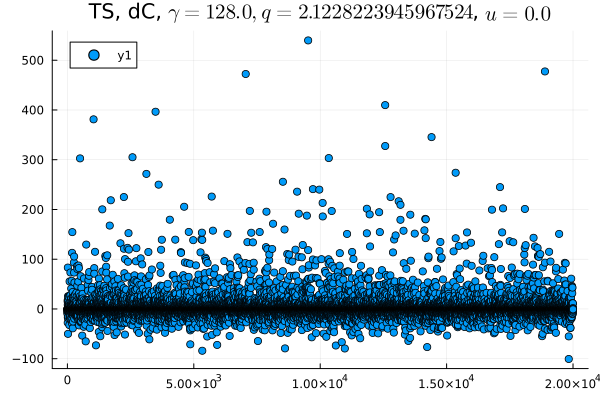 TS, dC, γ = 128.0, q = 2.1228223945967524, u = 0.0
y1
500
400
300
200
100
0
−100
0 5.00×10³ 1.00×10⁴ 1.50×10⁴ 2.00×10⁴